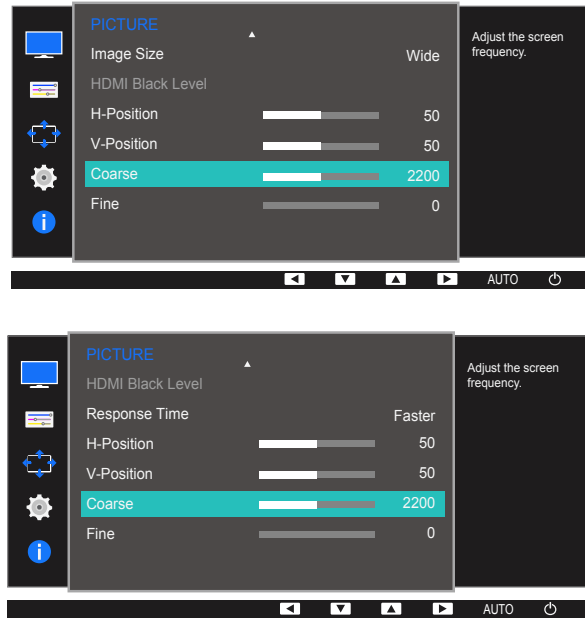 PICTURE
Image Size Wide
HDMI Black Level
H-Position 50
V-Position 50
Coarse 2200
Fine 0
Adjust the screen
frequency.
AUTO
PICTURE
HDMI Black Level
Response Time Faster
H-Position 50
V-Position 50
Coarse 2200
Fine 0
Adjust the screen
frequency.
AUTO